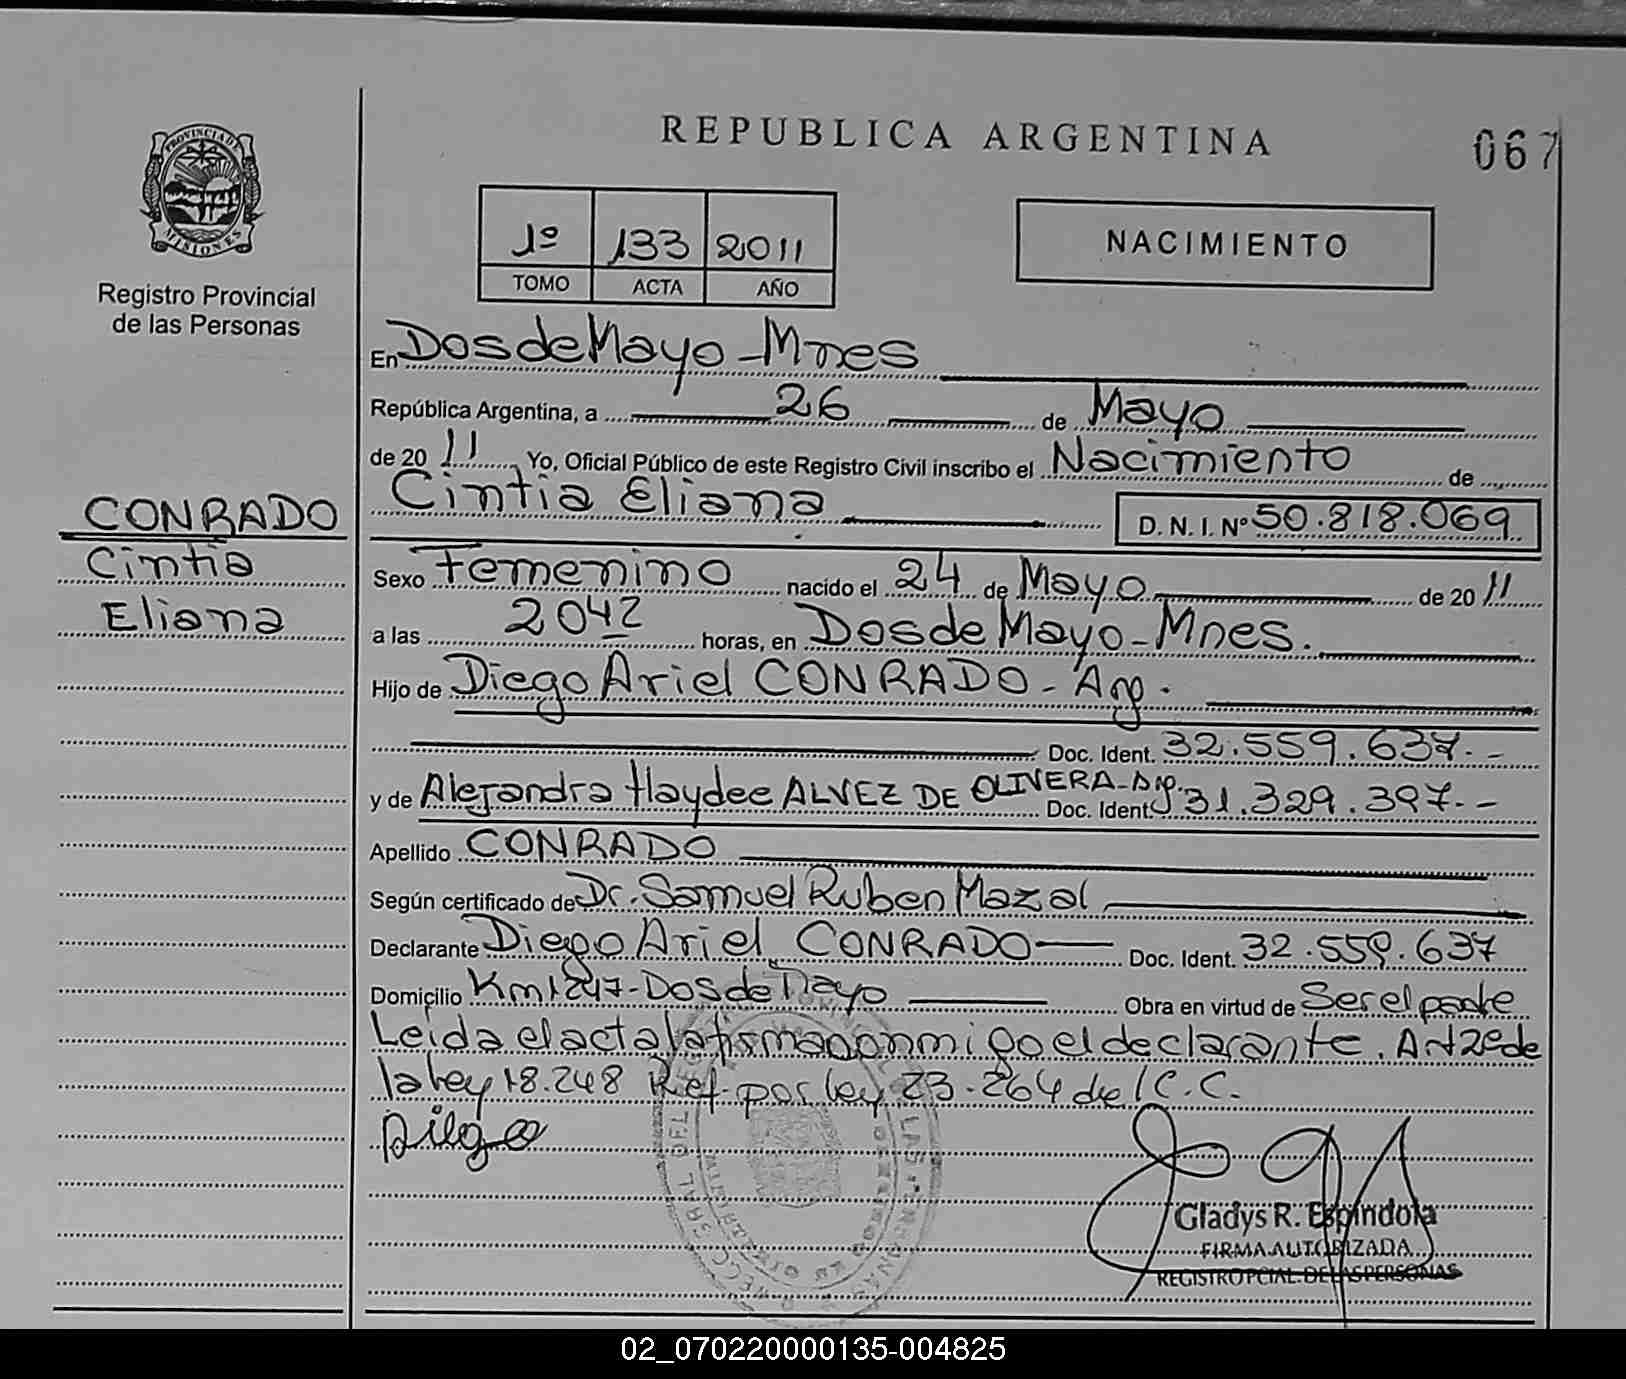 REPUBLICA ARGENTINA
067
PROVINCIA DE MISIONES
Registro Provincial
de las Personas
1º 133 2011
TOMO ACTA AÑO
NACIMIENTO
En Dos de Mayo - Mnes
República Argentina, a 26 de Mayo
de 2011 Yo, Oficial Público de este Registro Civil inscribo el Nacimiento de
Cintia Eliana D.N.I. Nº 50.818.069
CONRADO
Cintia
Eliana
Sexo Femenino nacido el 24 de Mayo de 2011
a las 2042 horas, en Dos de Mayo - Mnes.
Hijo de Diego Ariel CONRADO - Arg.
Doc. Ident. 32.559.637.-
y de Alejandra Haydee ALVEZ DE OLIVERA - Arg. Doc. Ident. 31.329.397.-
Apellido CONRADO
Según certificado de Dr. Samuel Ruben Mazal
Declarante Diego Ariel CONRADO Doc. Ident. 32.559.637
Domicilio Km 1247 - Dos de Mayo Obra en virtud de Ser el padre
Leida el acta la firma conmigo el declarante. Art 2º de
la ley 18.248 Ref. por ley 23.264 del C.C.
Diego
Gladys R. Espindola
FIRMA AUTORIZADA
REGISTRO PCIAL. DE LAS PERSONAS
02_070220000135-004825